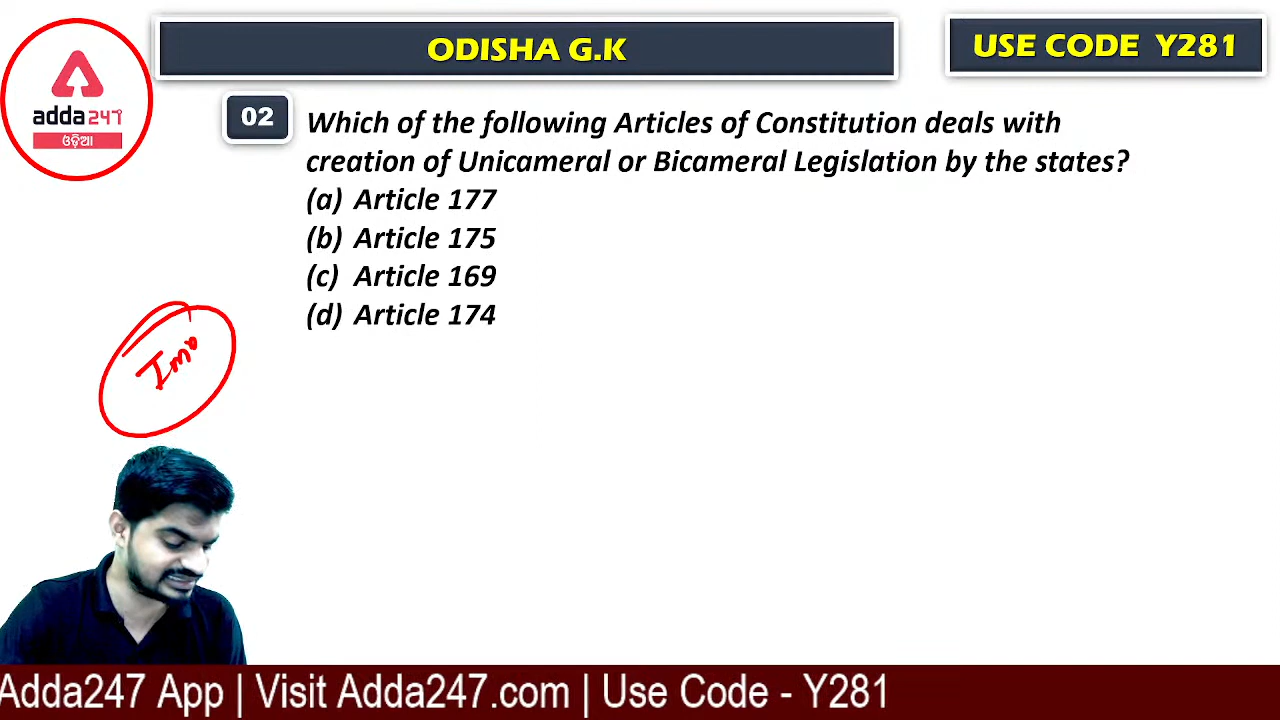 ODISHA G.K
USE CODE Y281
adda247
ଓଡ଼ିଆ
02
Which of the following Articles of Constitution deals with
creation of Unicameral or Bicameral Legislation by the states?
(a) Article 177
(b) Article 175
(c) Article 169
(d) Article 174
Adda247 App | Visit Adda247.com | Use Code - Y281